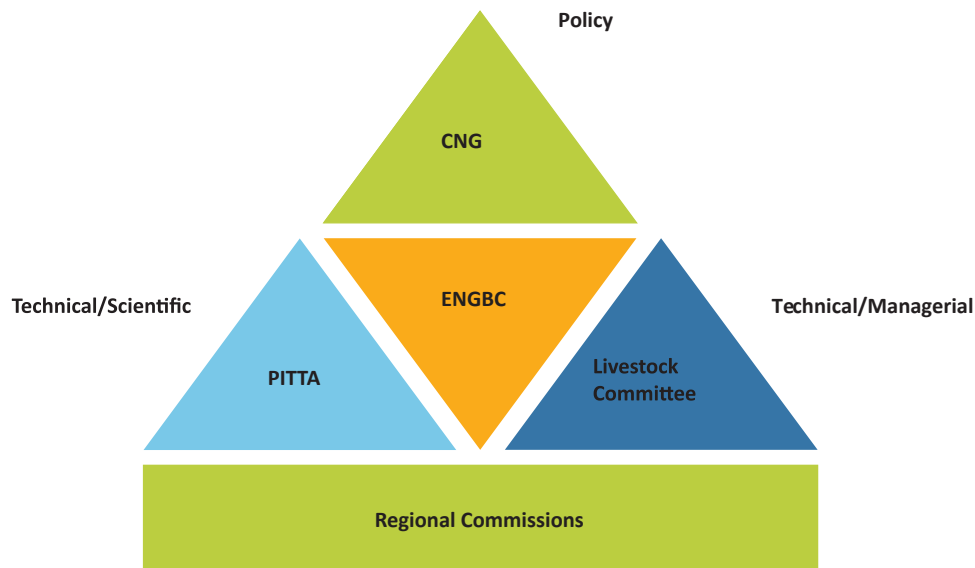 Policy
CNG
ENGBC
Technical/Scientific
Technical/Managerial
PITTA
Livestock
Committee
Regional Commissions